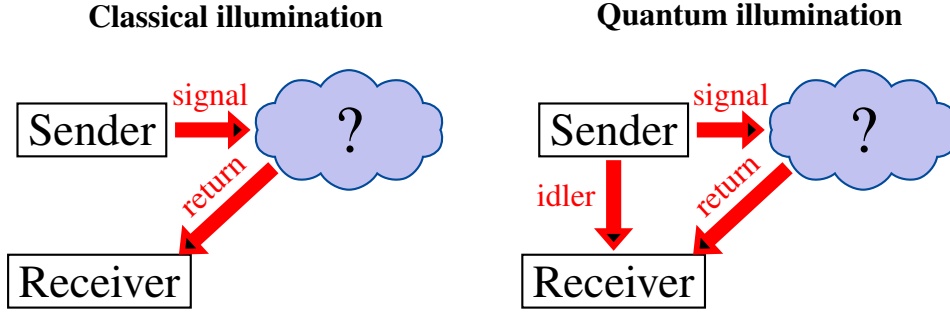 Classical illumination
signal
Sender
?
return
Receiver
Quantum illumination
signal
Sender
?
idler
return
Receiver